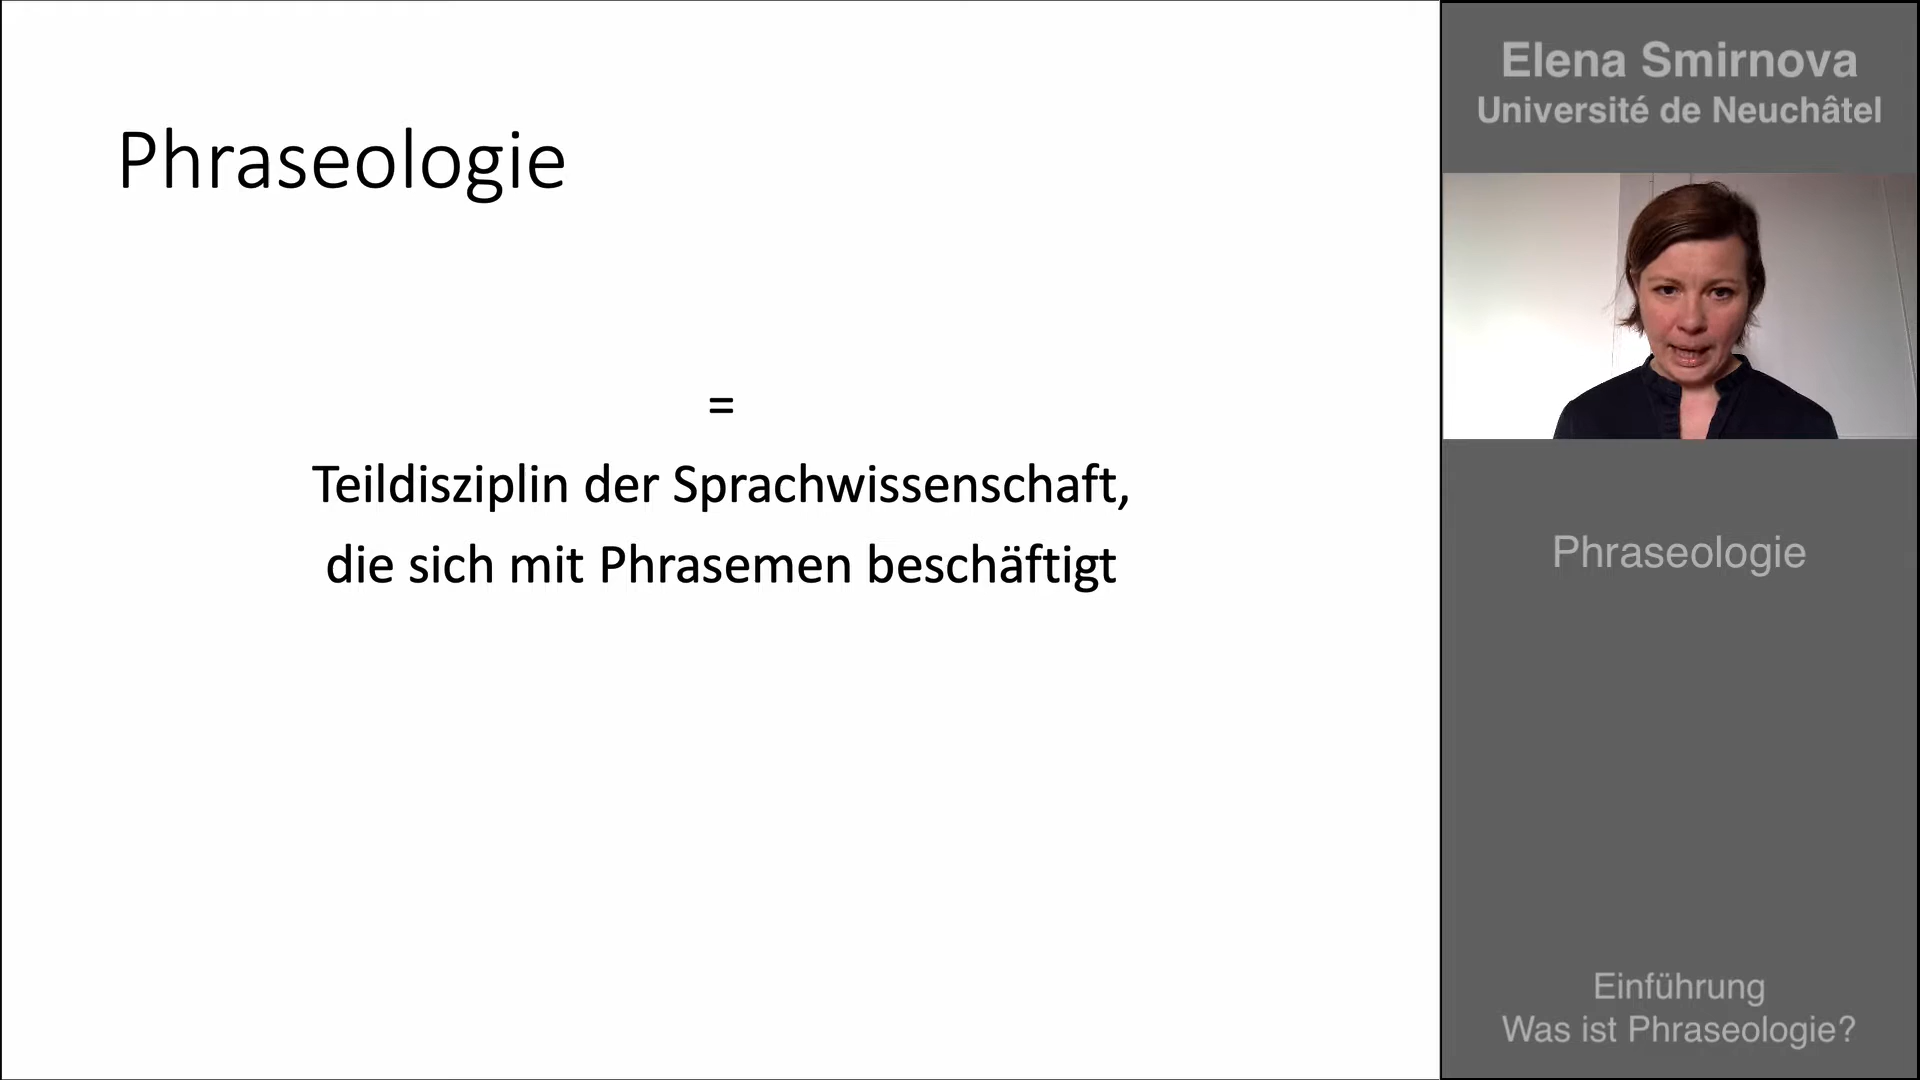 Phraseologie
=
Teildisziplin der Sprachwissenschaft,
die sich mit Phrasemen beschäftigt
Elena Smirnova
Université de Neuchâtel
Phraseologie
Einführung
Was ist Phraseologie?